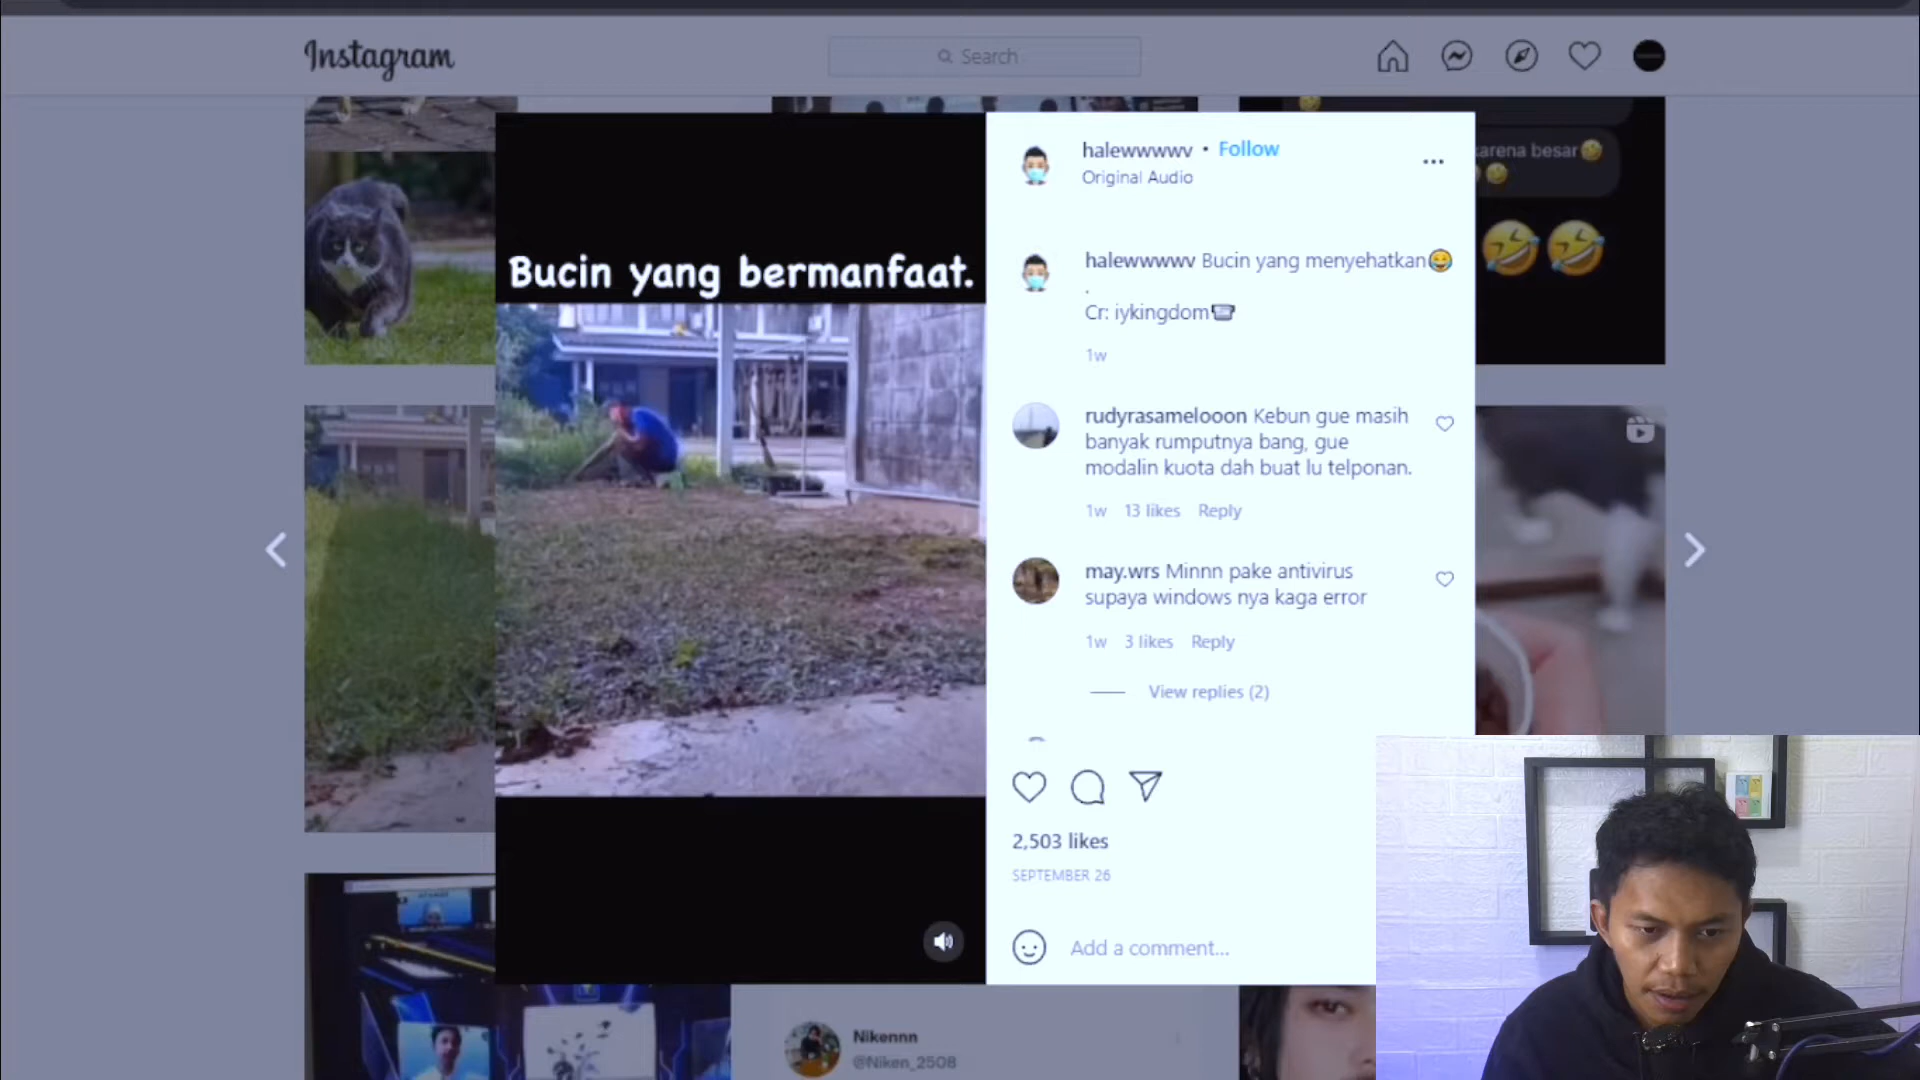 Instagram
Search
karena besar🤣
🤣
🤣🤣
halewwwwv • Follow
Original Audio
Bucin yang bermanfaat.
halewwwwv Bucin yang menyehatkan😂
.
Cr: iykingdom
1w
rudyrasamelooon Kebun gue masih
banyak rumputnya bang, gue
modalin kuota dah buat lu telponan.
1w 13 likes Reply
may.wrs Minnn pake antivirus
supaya windows nya kaga error
1w 3 likes Reply
View replies (2)
2,503 likes
SEPTEMBER 26
Add a comment...
Nikennn
@Niken_2508